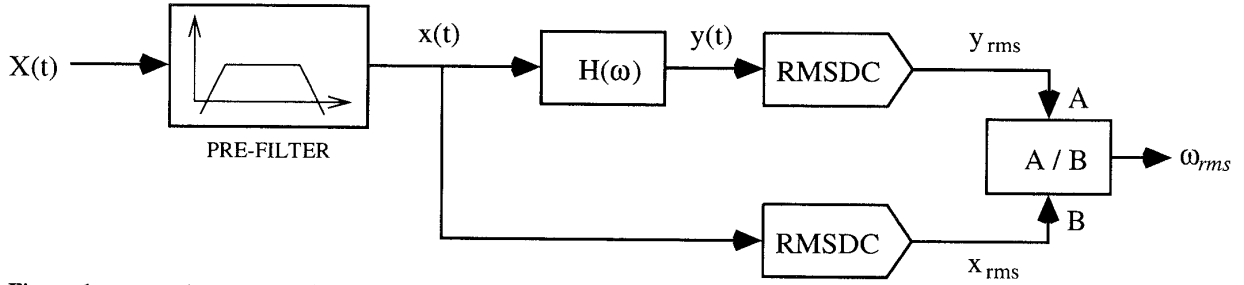 X(t)
PRE-FILTER
x(t)
H(ω)
y(t)
RMSDC
y rms
A
A / B
ω rms
B
RMSDC
x rms